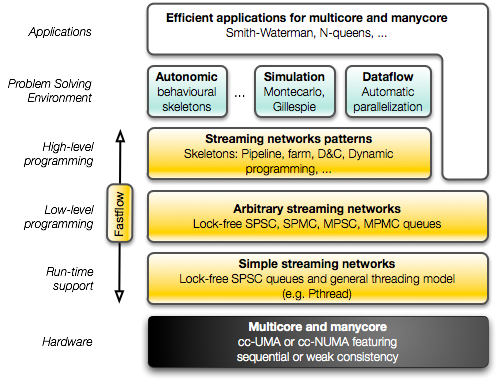 Applications
Efficient applications for multicore and manycore
Smith-Waterman, N-queens, ...
Problem Solving
Environment
Autonomic
behavioural
skeletons
...
Simulation
Montecarlo,
Gillespie
Dataflow
Automatic
parallelization
High-level
programming
Streaming networks patterns
Skeletons: Pipeline, farm, D&C, Dynamic
programming, ...
Fastflow
Low-level
programming
Arbitrary streaming networks
Lock-free SPSC, SPMC, MPSC, MPMC queues
Run-time
support
Simple streaming networks
Lock-free SPSC queues and general threading model
(e.g. Pthread)
Hardware
Multicore and manycore
cc-UMA or cc-NUMA featuring
sequential or weak consistency